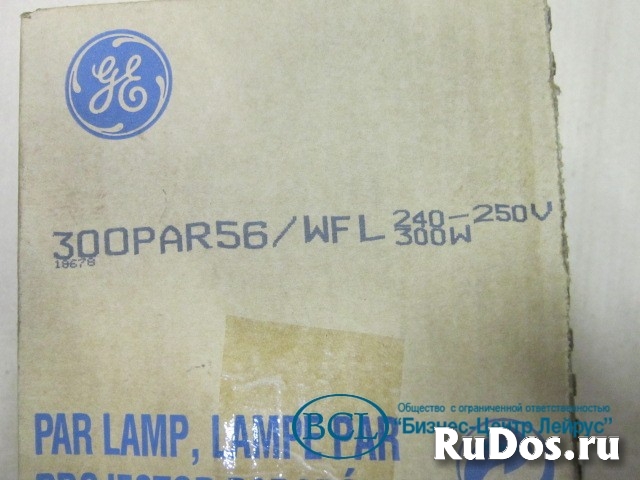 GE
300PAR56/WFL 240-250V
300W
18678
PAR LAMP, LAMPE PAR
BCL
Общество с ограниченной ответственностью
"Бизнес-Центр Лейрус"
RuDos.ru